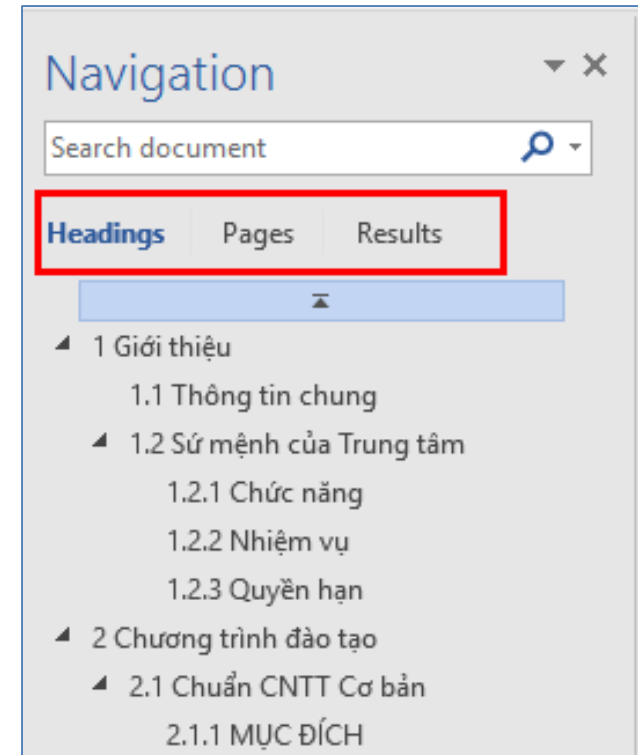 Navigation
Search document
Headings Pages Results
1 Giới thiệu
1.1 Thông tin chung
1.2 Sứ mệnh của Trung tâm
1.2.1 Chức năng
1.2.2 Nhiệm vụ
1.2.3 Quyền hạn
2 Chương trình đào tạo
2.1 Chuẩn CNTT Cơ bản
2.1.1 MỤC ĐÍCH